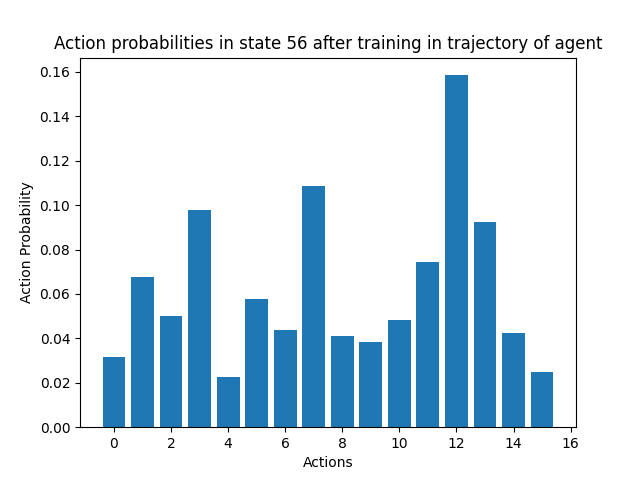 Action probabilities in state 56 after training in trajectory of agent
0.16
0.14
0.12
0.10
0.08
0.06
0.04
0.02
0.00
Action Probability
0 2 4 6 8 10 12 14 16
Actions